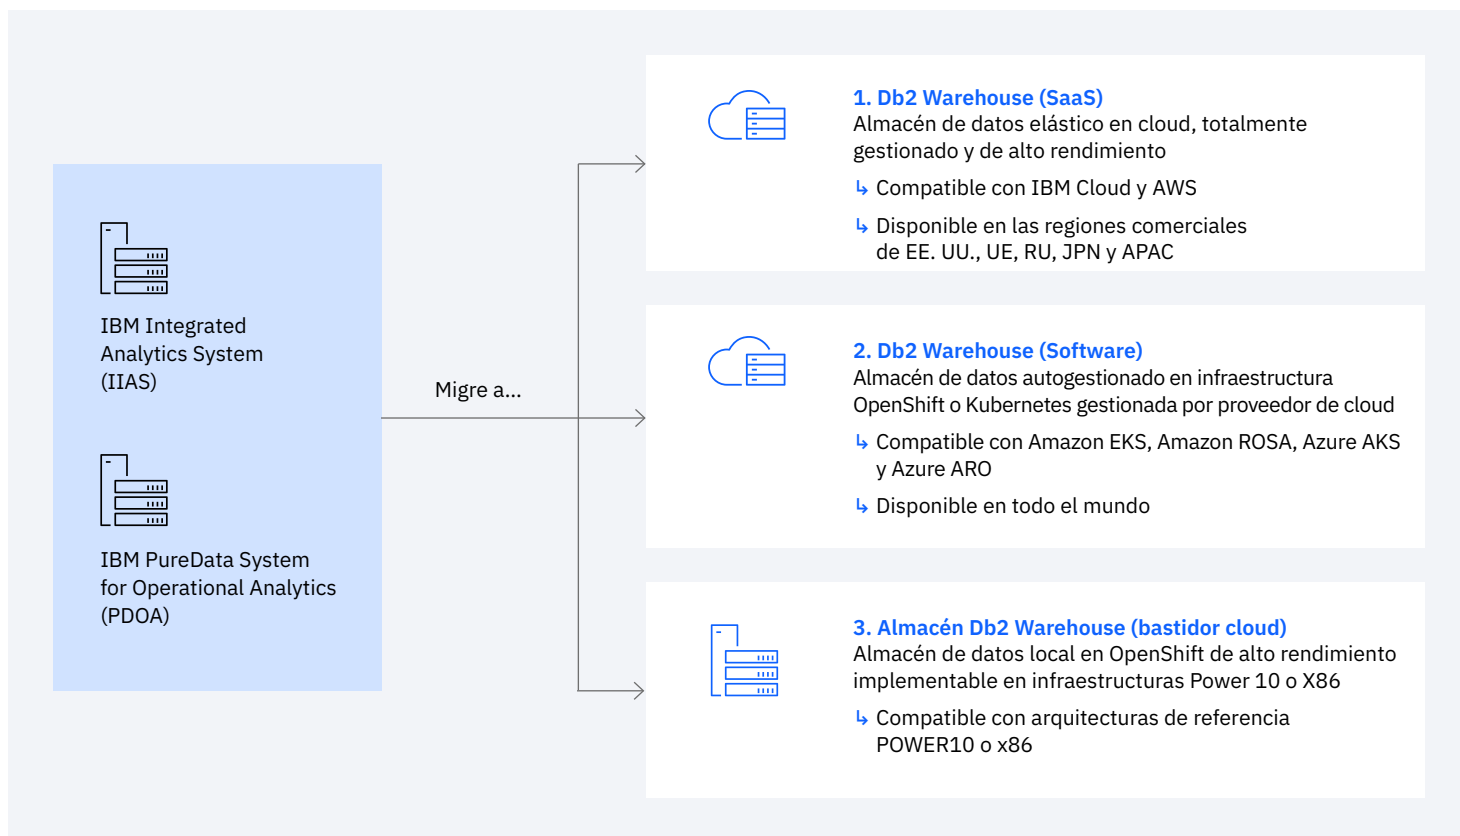 IBM Integrated
Analytics System
(IIAS)
IBM PureData System
for Operational Analytics
(PDOA)
Migre a...
1. Db2 Warehouse (SaaS)
Almacén de datos elástico en cloud, totalmente
gestionado y de alto rendimiento
↳ Compatible con IBM Cloud y AWS
↳ Disponible en las regiones comerciales
de EE. UU., UE, RU, JPN y APAC
2. Db2 Warehouse (Software)
Almacén de datos autogestionado en infraestructura
OpenShift o Kubernetes gestionada por proveedor de cloud
↳ Compatible con Amazon EKS, Amazon ROSA, Azure AKS
y Azure ARO
↳ Disponible en todo el mundo
3. Almacén Db2 Warehouse (bastidor cloud)
Almacén de datos local en OpenShift de alto rendimiento
implementable en infraestructuras Power 10 o X86
↳ Compatible con arquitecturas de referencia
POWER10 o x86